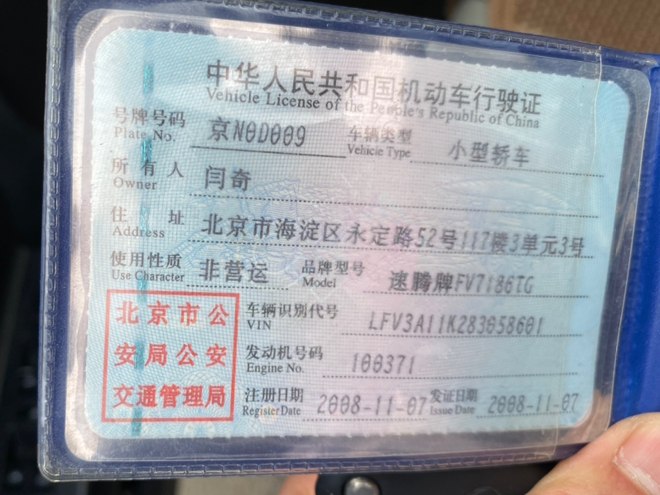 中华人民共和国机动车行驶证
Vehicle License of the People's Republic of China
号牌号码 京N0D009 车辆类型 小型轿车
Plate No. Vehicle Type
所有人 闫奇
Owner
住址 北京市海淀区永定路52号117楼3单元3号
Address
使用性质 非营运 品牌型号 速腾牌FV7186TG
Use Character Model
北京市公
安局公安
交通管理局
车辆识别代号 LFV3A11K283058601
VIN
发动机号码 100371
Engine No.
注册日期 2008-11-07 发证日期 2008-11-07
Register Date Issue Date